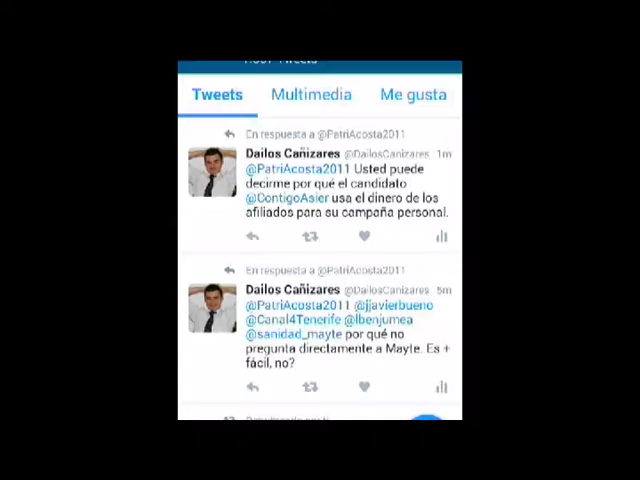 Tweets Multimedia Me gusta
En respuesta a @PatriAcosta2011
Dailos Cañizares @DailosCanizares 1m
@PatriAcosta2011 Usted puede
decirme por qué el candidato
@ContigoAsier usa el dinero de los
afiliados para su campaña personal.
En respuesta a @PatriAcosta2011
Dailos Cañizares @DailosCanizares 5m
@PatriAcosta2011 @jjavierbueno
@Canal4Tenerife @lbenjumea
@sanidad_mayte por qué no
pregunta directamente a Mayte. Es +
fácil, no?